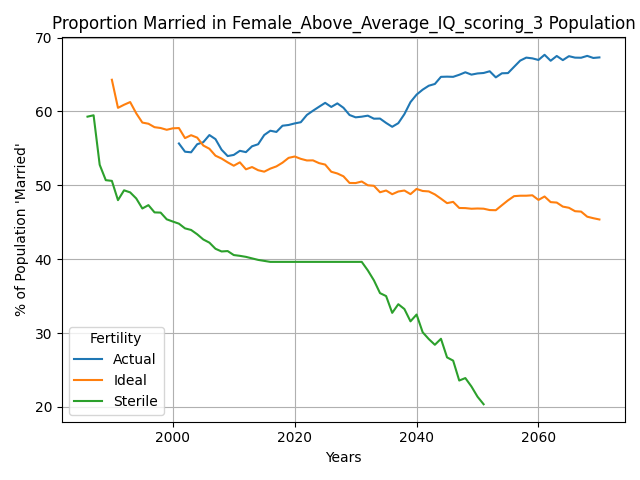 Proportion Married in Female_Above_Average_IQ_scoring_3 Population
70
60
50
40
30
20
% of Population 'Married'
Fertility
Actual
Ideal
Sterile
2000
2020
2040
2060
Years